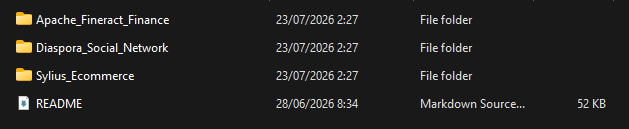 Apache_Fineract_Finance 23/07/2026 2:27 File folder
Diaspora_Social_Network 23/07/2026 2:27 File folder
Sylius_Ecommerce 23/07/2026 2:27 File folder
README 28/06/2026 8:34 Markdown Source... 52 KB